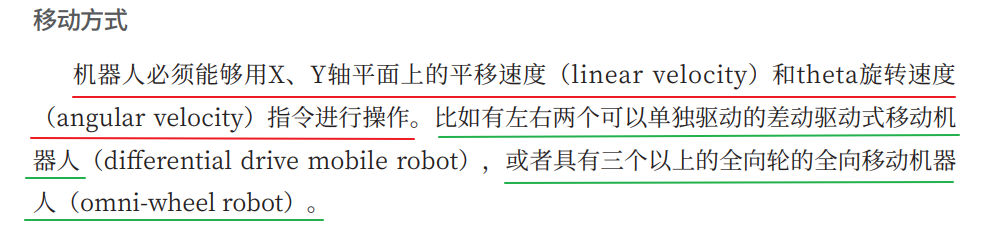 移动方式
机器人必须能够用X、Y轴平面上的平移速度（linear velocity）和theta旋转速度
（angular velocity）指令进行操作。比如有左右两个可以单独驱动的差动驱动式移动机
器人（differential drive mobile robot），或者具有三个以上的全向轮的全向移动机器
人（omni-wheel robot）。